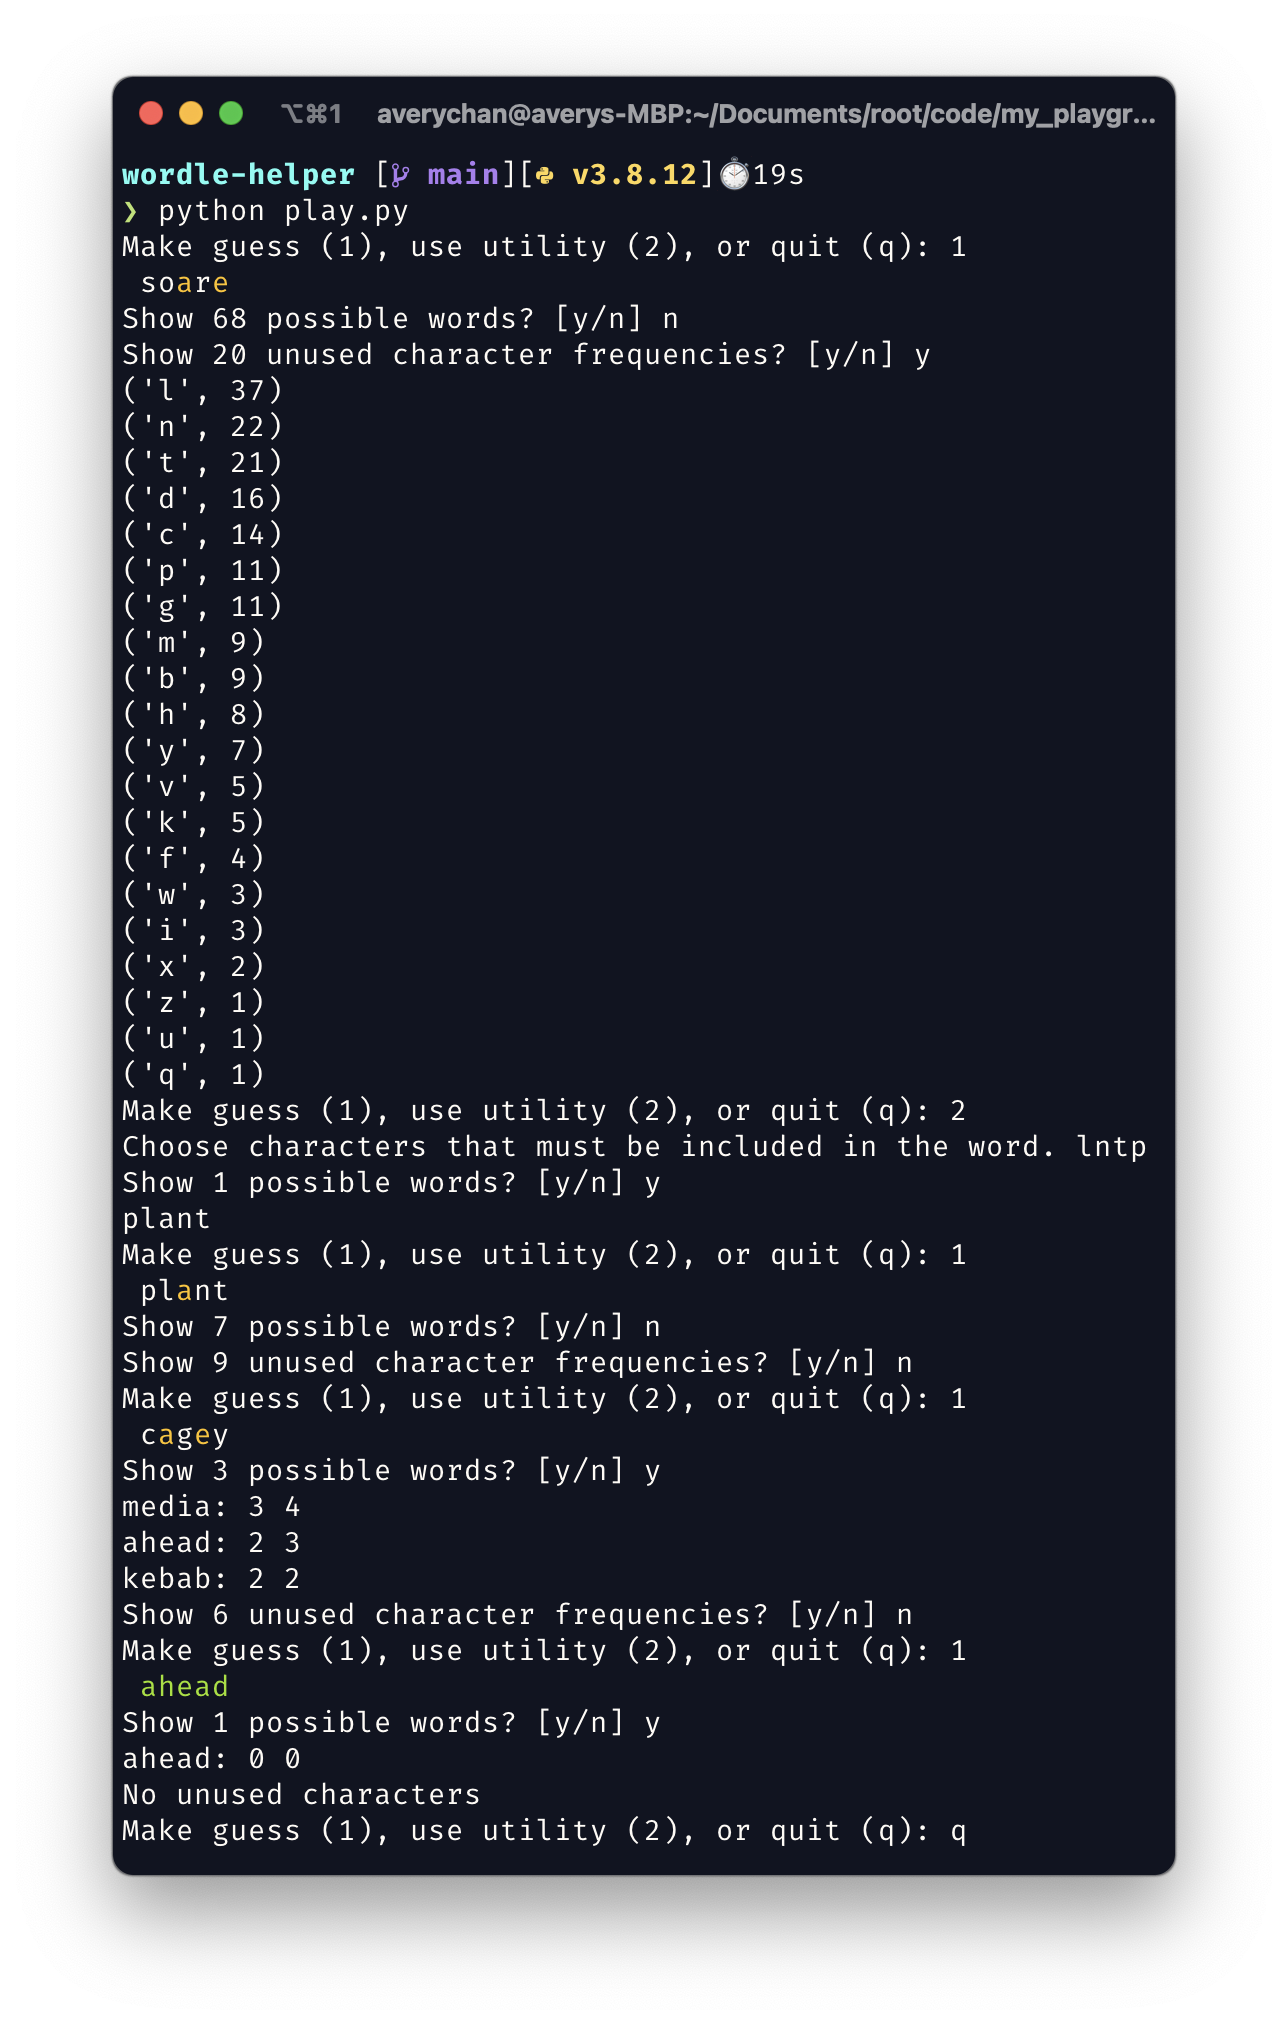 ⌥⌘1 averychan@averys-MBP:~/Documents/root/code/my_playgr...
wordle-helper [ main][ v3.8.12]⏱19s
❯ python play.py
Make guess (1), use utility (2), or quit (q): 1
soare
Show 68 possible words? [y/n] n
Show 20 unused character frequencies? [y/n] y
('l', 37)
('n', 22)
('t', 21)
('d', 16)
('c', 14)
('p', 11)
('g', 11)
('m', 9)
('b', 9)
('h', 8)
('y', 7)
('v', 5)
('k', 5)
('f', 4)
('w', 3)
('i', 3)
('x', 2)
('z', 1)
('u', 1)
('q', 1)
Make guess (1), use utility (2), or quit (q): 2
Choose characters that must be included in the word. lntp
Show 1 possible words? [y/n] y
plant
Make guess (1), use utility (2), or quit (q): 1
plant
Show 7 possible words? [y/n] n
Show 9 unused character frequencies? [y/n] n
Make guess (1), use utility (2), or quit (q): 1
cagey
Show 3 possible words? [y/n] y
media: 3 4
ahead: 2 3
kebab: 2 2
Show 6 unused character frequencies? [y/n] n
Make guess (1), use utility (2), or quit (q): 1
ahead
Show 1 possible words? [y/n] y
ahead: 0 0
No unused characters
Make guess (1), use utility (2), or quit (q): q